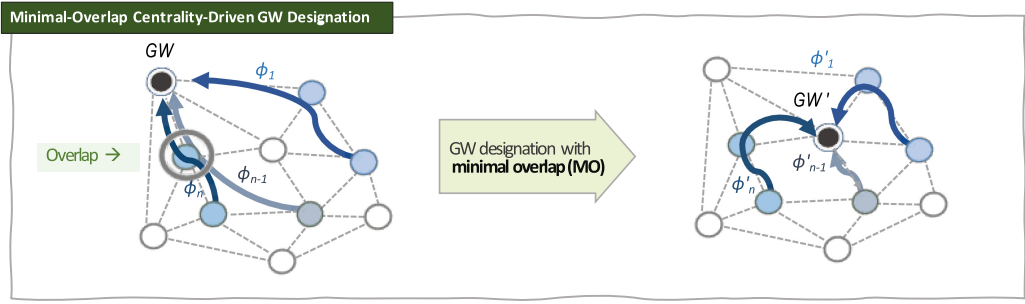 Minimal-Overlap Centrality-Driven GW Designation
GW
ϕ1
Overlap →
ϕn
ϕn-1
GW designation with
minimal overlap (MO)
ϕ'1
GW '
ϕ'n-1
ϕ'n